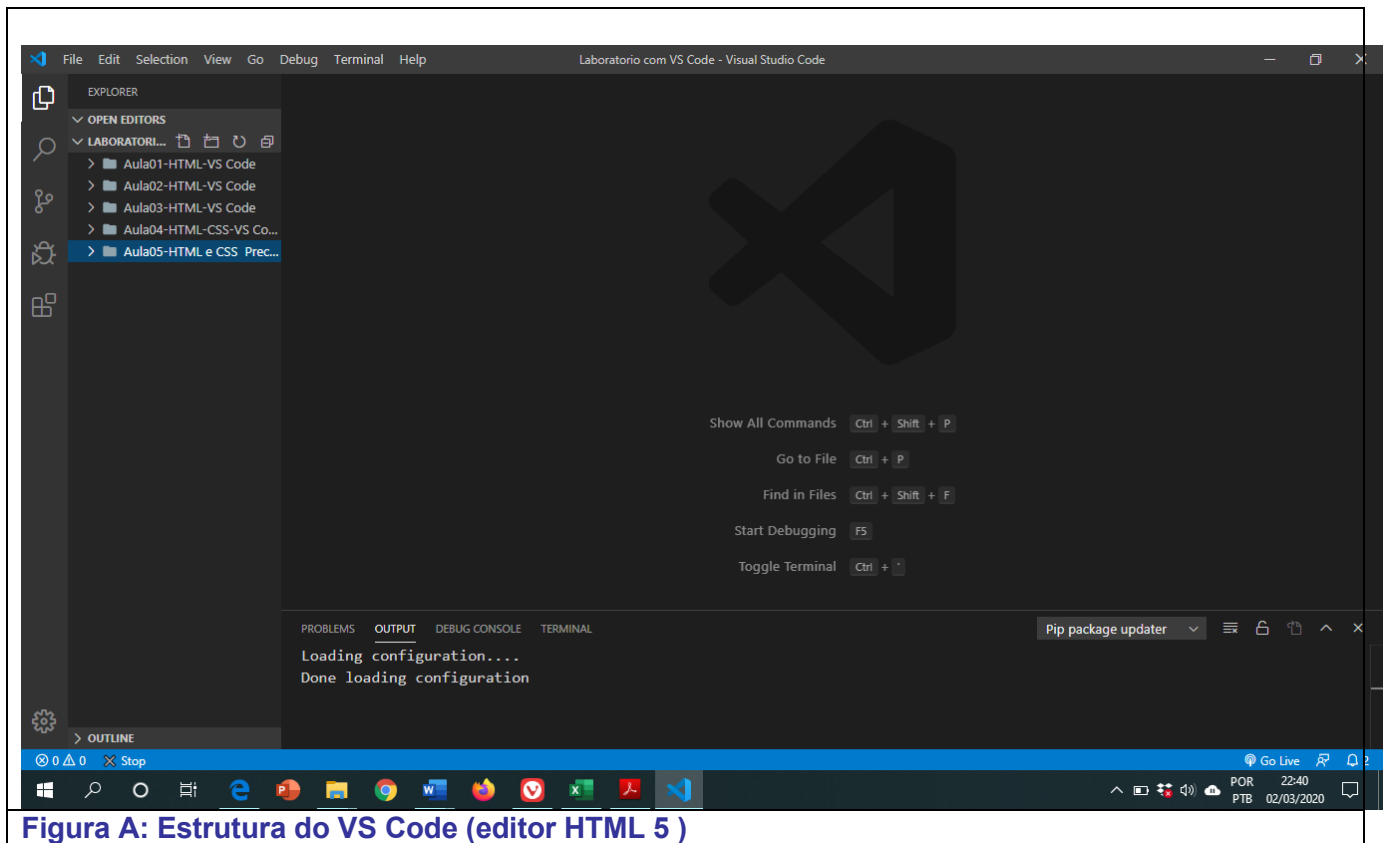 File Edit Selection View Go Debug Terminal Help Laboratorio com VS Code - Visual Studio Code
EXPLORER
OPEN EDITORS
LABORATORI...
Aula01-HTML-VS Code
Aula02-HTML-VS Code
Aula03-HTML-VS Code
Aula04-HTML-CSS-VS Co...
Aula05-HTML e CSS Prec...
Show All Commands Ctrl + Shift + P
Go to File Ctrl + P
Find in Files Ctrl + Shift + F
Start Debugging F5
Toggle Terminal Ctrl + `
PROBLEMS OUTPUT DEBUG CONSOLE TERMINAL Pip package updater
Loading configuration....
Done loading configuration
OUTLINE
0 0 Stop Go Live 2
POR 22:40
PTB 02/03/2020
Figura A: Estrutura do VS Code (editor HTML 5 )